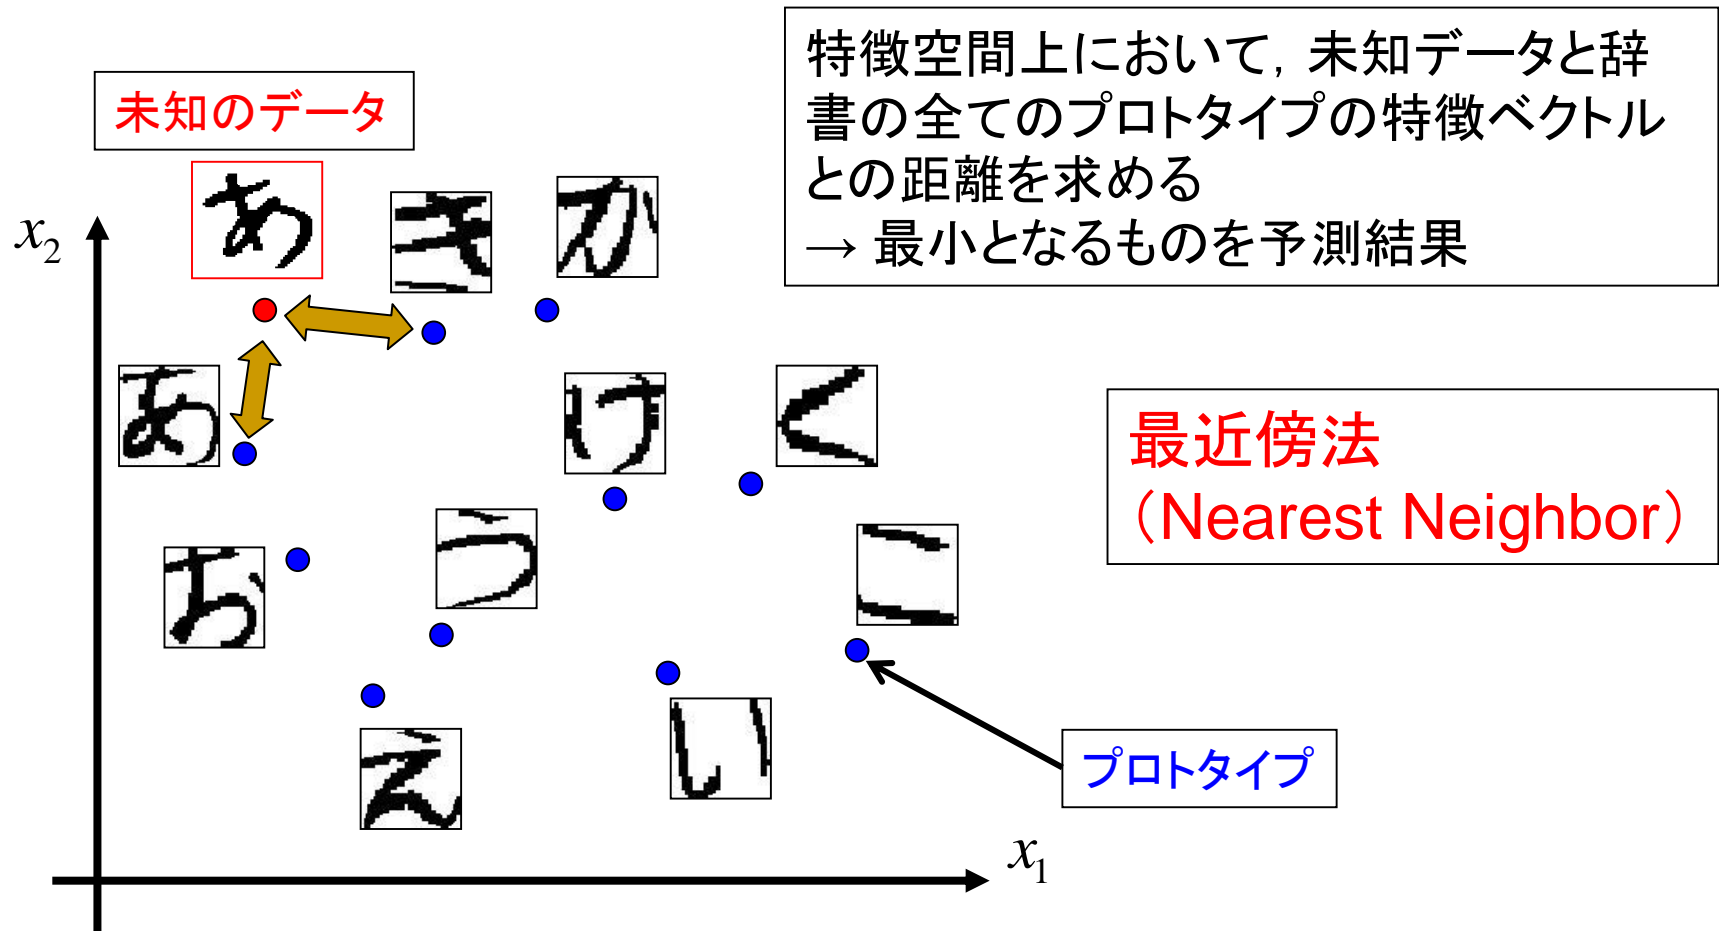 特徴空間上において，未知データと辞
書の全てのプロトタイプの特徴ベクトル
との距離を求める
→ 最小となるものを予測結果
未知のデータ
あ
き
か
x₂
あ
け
く
最近傍法
（Nearest Neighbor）
お
う
こ
え
い
プロトタイプ
x₁